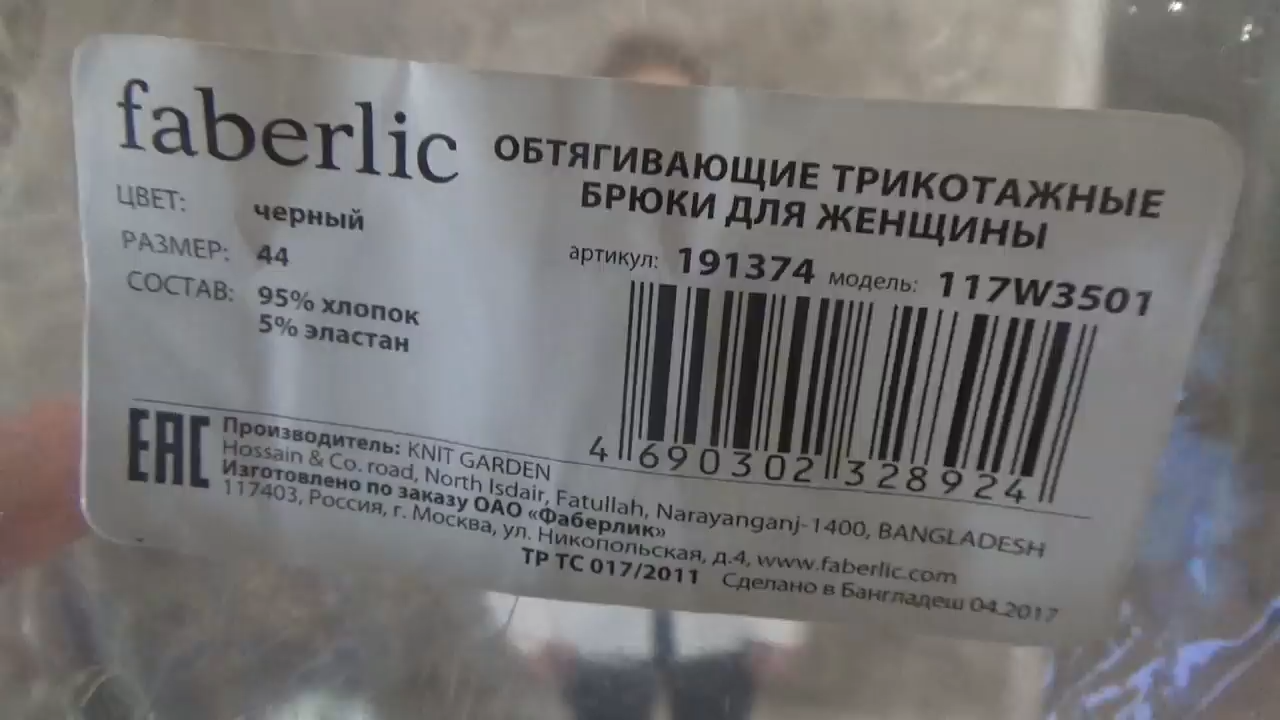 faberlic
ОБТЯГИВАЮЩИЕ ТРИКОТАЖНЫЕ
БРЮКИ ДЛЯ ЖЕНЩИНЫ
ЦВЕТ: черный
РАЗМЕР: 44
СОСТАВ: 95% хлопок
5% эластан
артикул: 191374 модель: 117W3501
4 690302 328924
EAC
Производитель: KNIT GARDEN
Hossain & Co. road, North Isdair, Fatullah, Narayanganj-1400, BANGLADESH
Изготовлено по заказу ОАО «Фаберлик»
117403, Россия, г. Москва, ул. Никопольская, д.4, www.faberlic.com
ТР ТС 017/2011 Сделано в Бангладеш 04.2017